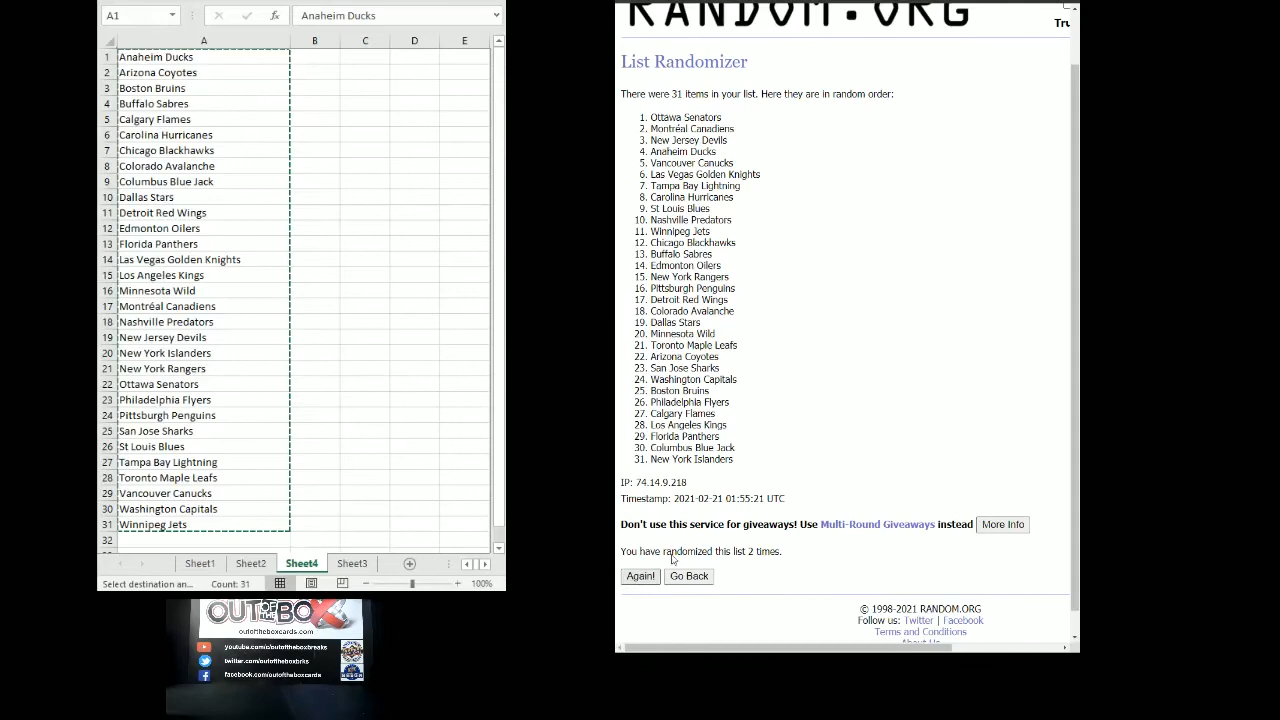 A1
Anaheim Ducks
A B C D E
1 Anaheim Ducks
2 Arizona Coyotes
3 Boston Bruins
4 Buffalo Sabres
5 Calgary Flames
6 Carolina Hurricanes
7 Chicago Blackhawks
8 Colorado Avalanche
9 Columbus Blue Jack
10 Dallas Stars
11 Detroit Red Wings
12 Edmonton Oilers
13 Florida Panthers
14 Las Vegas Golden Knights
15 Los Angeles Kings
16 Minnesota Wild
17 Montréal Canadiens
18 Nashville Predators
19 New Jersey Devils
20 New York Islanders
21 New York Rangers
22 Ottawa Senators
23 Philadelphia Flyers
24 Pittsburgh Penguins
25 San Jose Sharks
26 St Louis Blues
27 Tampa Bay Lightning
28 Toronto Maple Leafs
29 Vancouver Canucks
30 Washington Capitals
31 Winnipeg Jets
32
Sheet1 Sheet2 Sheet4 Sheet3
Select destination an... Count: 31 100%
OUT OF THE BOX
outoftheboxcards.com
youtube.com/c/outoftheboxbreaks
twitter.com/outoftheboxbrks
facebook.com/outoftheboxcards
RANDOM.ORG
Tru
List Randomizer
There were 31 items in your list. Here they are in random order:
1. Ottawa Senators
2. Montréal Canadiens
3. New Jersey Devils
4. Anaheim Ducks
5. Vancouver Canucks
6. Las Vegas Golden Knights
7. Tampa Bay Lightning
8. Carolina Hurricanes
9. St Louis Blues
10. Nashville Predators
11. Winnipeg Jets
12. Chicago Blackhawks
13. Buffalo Sabres
14. Edmonton Oilers
15. New York Rangers
16. Pittsburgh Penguins
17. Detroit Red Wings
18. Colorado Avalanche
19. Dallas Stars
20. Minnesota Wild
21. Toronto Maple Leafs
22. Arizona Coyotes
23. San Jose Sharks
24. Washington Capitals
25. Boston Bruins
26. Philadelphia Flyers
27. Calgary Flames
28. Los Angeles Kings
29. Florida Panthers
30. Columbus Blue Jack
31. New York Islanders
IP: 74.14.9.218
Timestamp: 2021-02-21 01:55:21 UTC
Don't use this service for giveaways! Use Multi-Round Giveaways instead More Info
You have randomized this list 2 times.
Again! Go Back
© 1998-2021 RANDOM.ORG
Follow us: Twitter | Facebook
Terms and Conditions
About Us